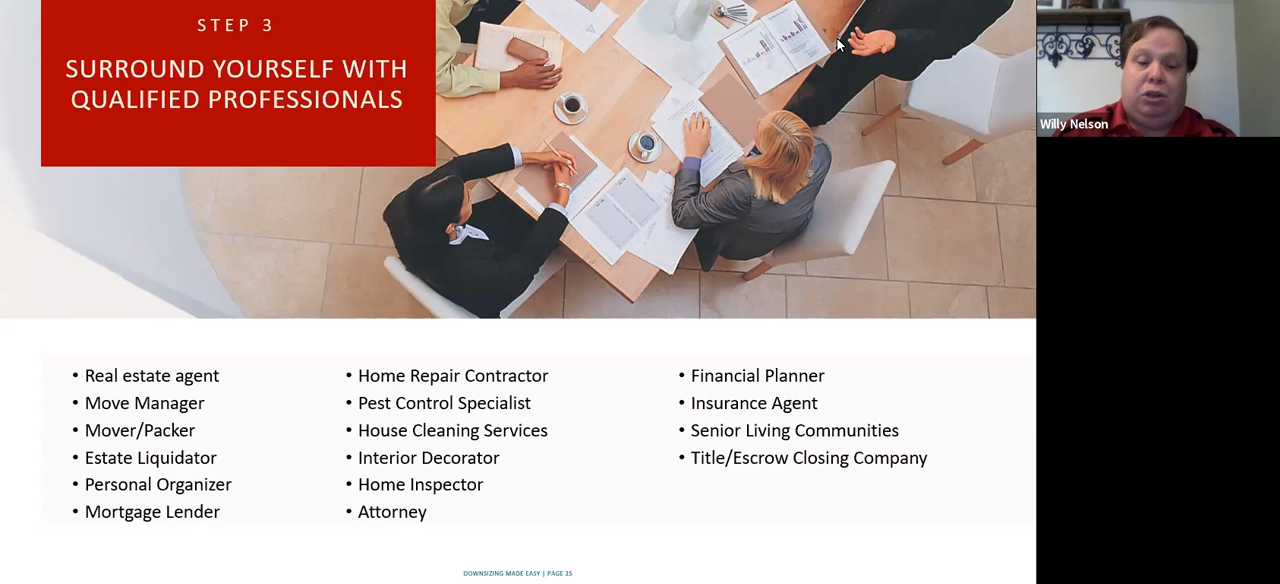 STEP 3
SURROUND YOURSELF WITH
QUALIFIED PROFESSIONALS
Willy Nelson
• Real estate agent
• Move Manager
• Mover/Packer
• Estate Liquidator
• Personal Organizer
• Mortgage Lender
• Home Repair Contractor
• Pest Control Specialist
• House Cleaning Services
• Interior Decorator
• Home Inspector
• Attorney
• Financial Planner
• Insurance Agent
• Senior Living Communities
• Title/Escrow Closing Company
DOWNSIZING MADE EASY | PAGE 25